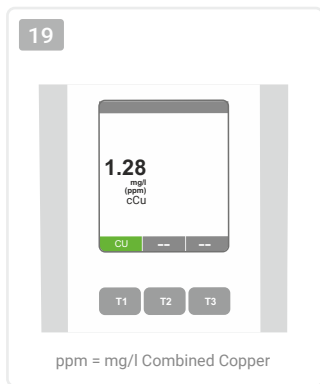 19
1.28
mg/l
(ppm)
cCu
CU -- --
T1 T2 T3
ppm = mg/l Combined Copper